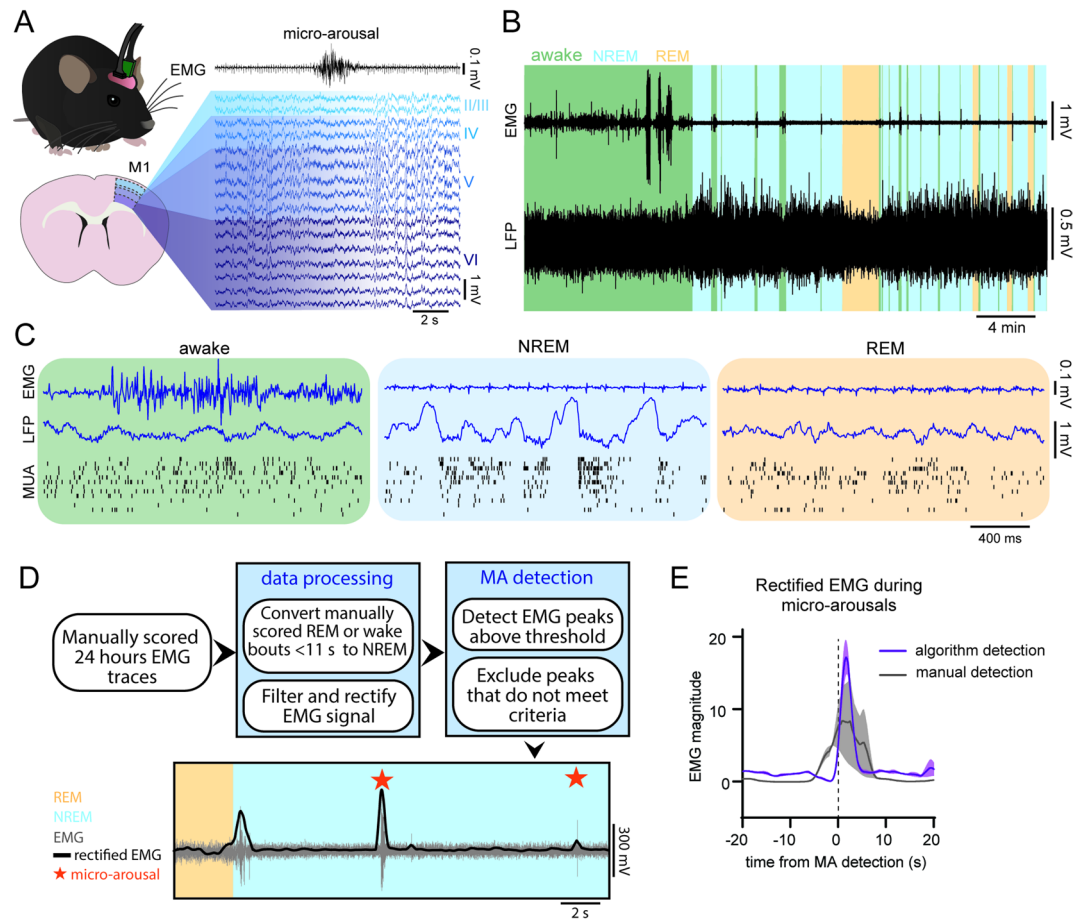 A
micro-arousal
EMG
0.1 mV
II/III
IV
M1
V
VI
1mV
2 s
B
awake NREM REM
EMG
1 mV
LFP
0.5 mV
4 min
C
awake
NREM
REM
EMG
0.1 mV
LFP
1 mV
MUA
400 ms
D
Manually scored
24 hours EMG
traces
data processing
Convert manually
scored REM or wake
bouts <11 s to NREM
Filter and rectify
EMG signal
MA detection
Detect EMG peaks
above threshold
Exclude peaks
that do not meet
criteria
REM
NREM
EMG
rectified EMG
micro-arousal
300 mV
2 s
E
Rectified EMG during
micro-arousals
algorithm detection
manual detection
EMG magnitude
20
10
0
-20
-10
0
10
20
time from MA detection (s)